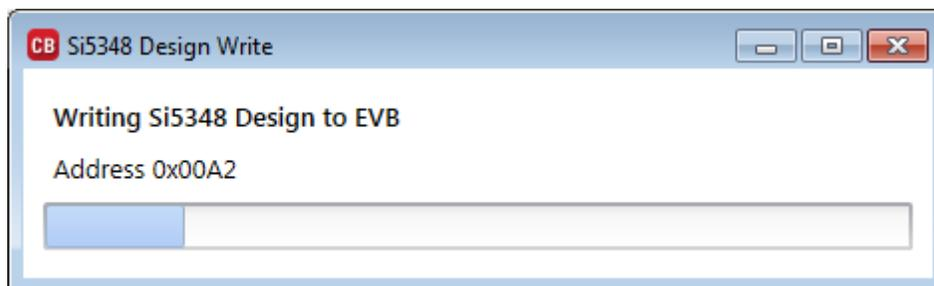 CB Si5348 Design Write
Writing Si5348 Design to EVB
Address 0x00A2